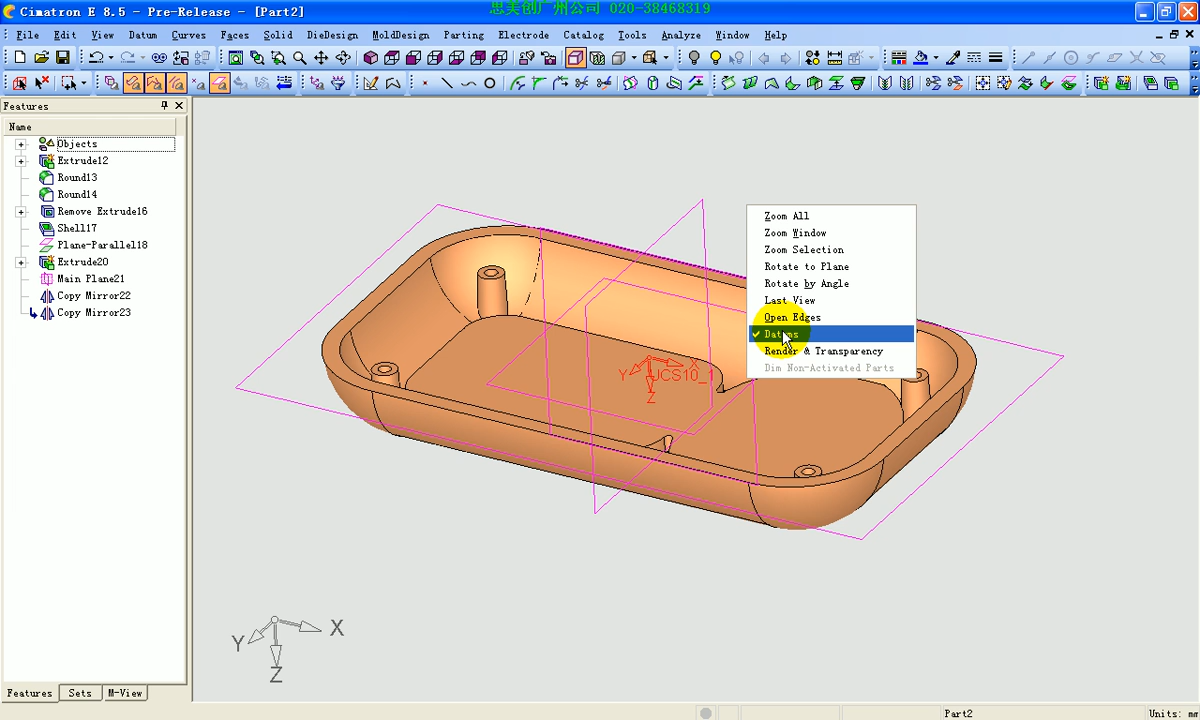 Cimatron E 8.5 - Pre-Release - [Part2]
思美创广州公司 020-38468319
File Edit View Datum Curves Faces Solid DieDesign MoldDesign Parting Electrode Catalog Tools Analyze Window Help
Features
Name
Objects
Extrude12
Round13
Round14
Remove Extrude16
Shell17
Plane-Parallel18
Extrude20
Main Plane21
Copy Mirror22
Copy Mirror23
Zoom All
Zoom Window
Zoom Selection
Rotate to Plane
Rotate by Angle
Last View
Open Edges
Datums
Render & Transparency
Dim Non-Activated Parts
X
Y
UCS10_1
Z
X
Y
Z
Features Sets M-View
Part2
Units: mm